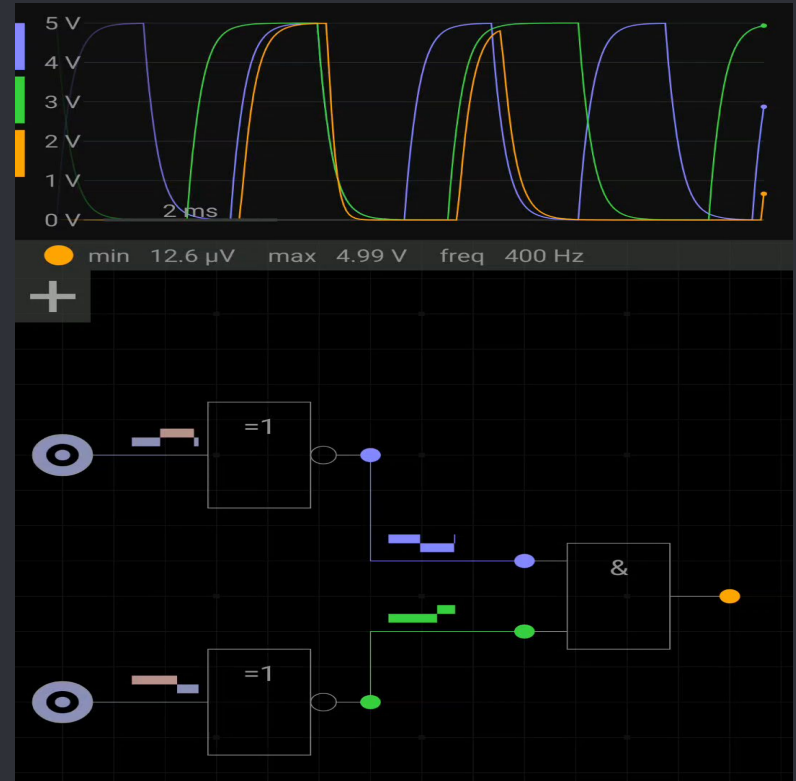 5 V
4 V
3 V
2 V
1 V
2 ms
0 V
min 12.6 µV max 4.99 V freq 400 Hz
+
=1
&
=1